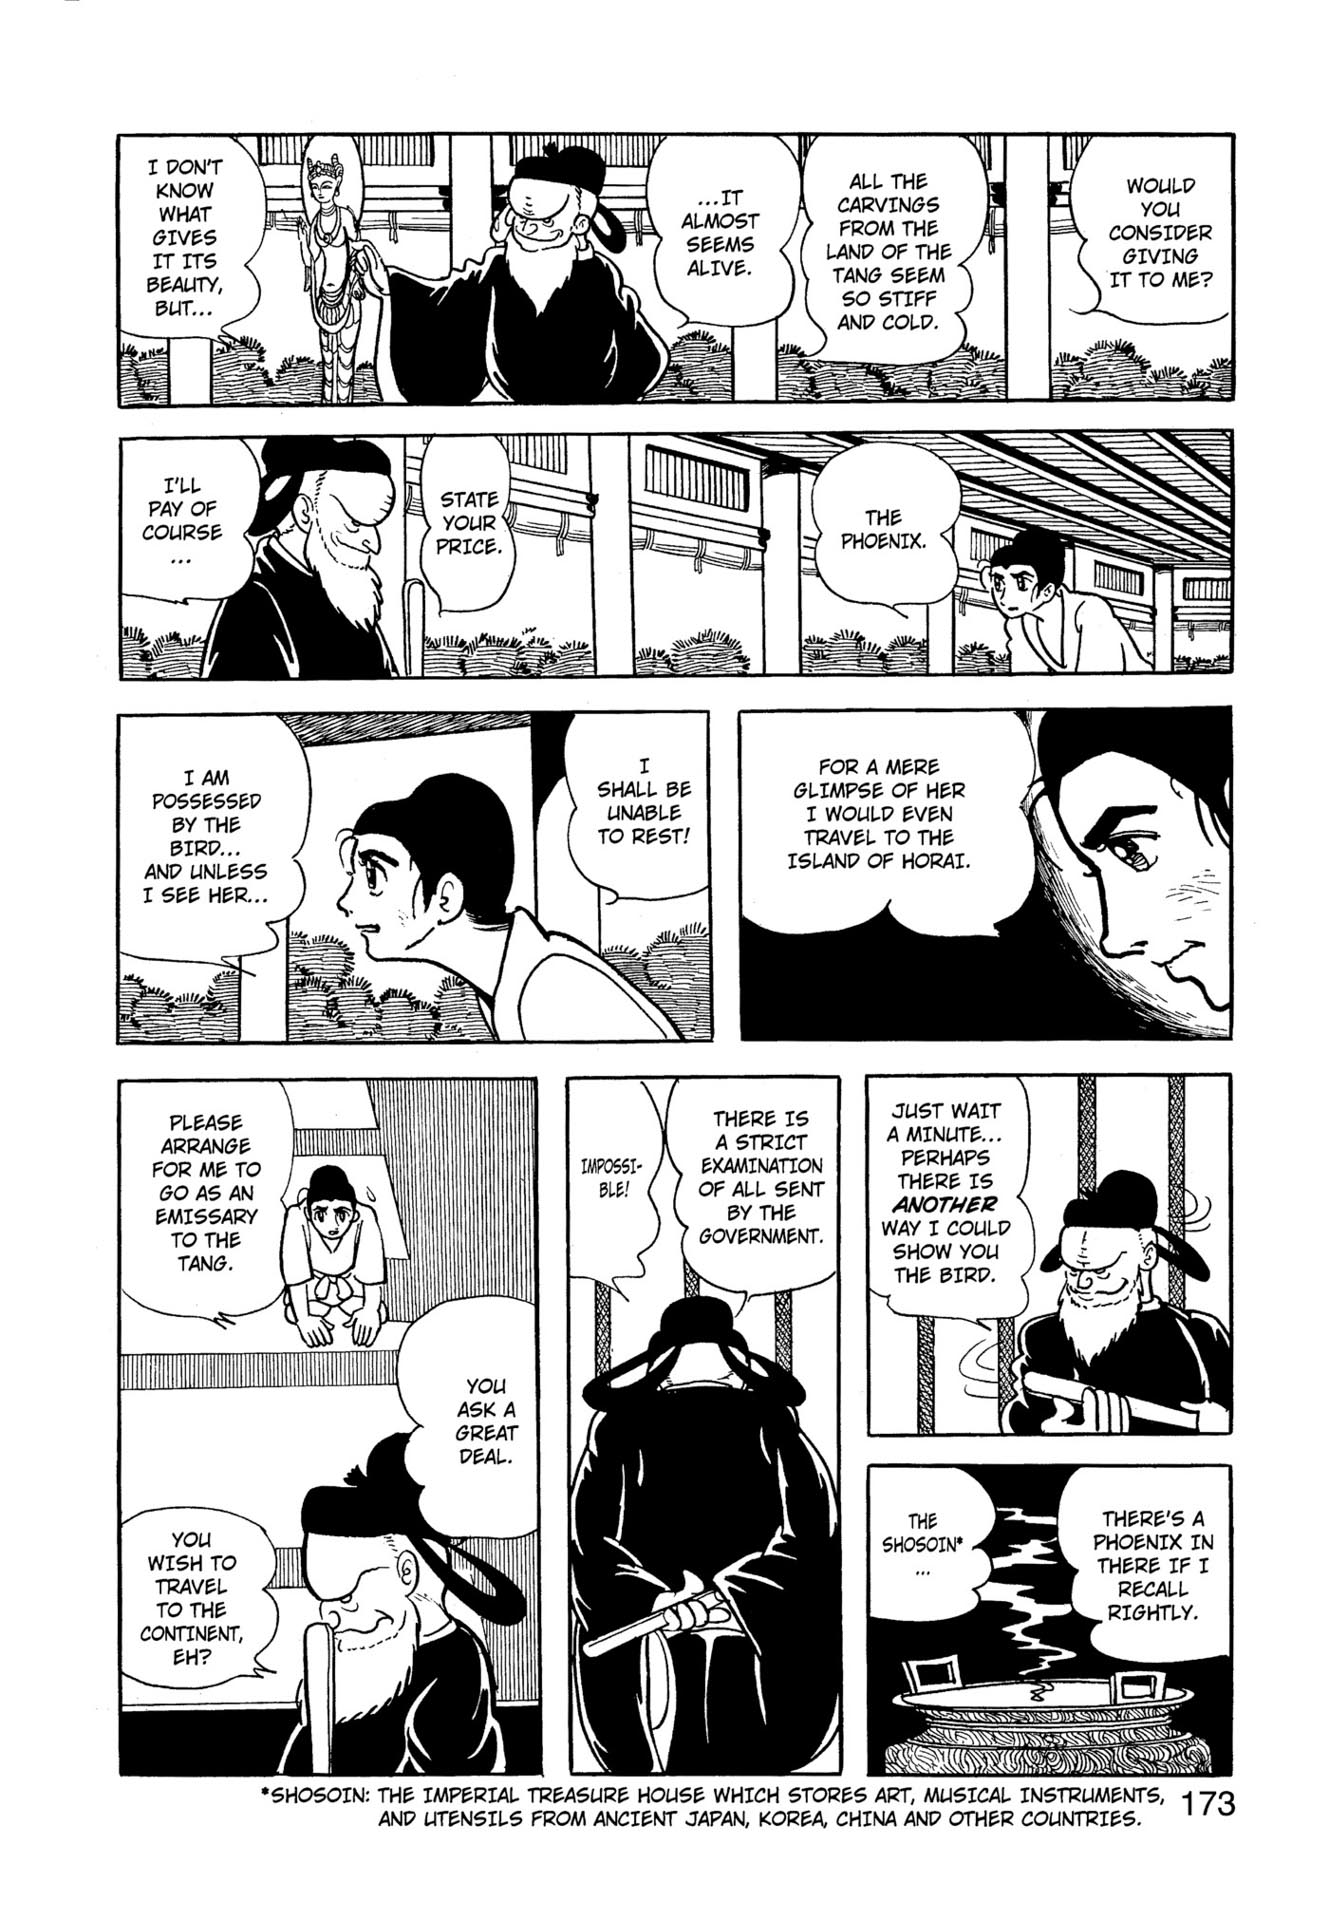 I DON'T
KNOW
WHAT
GIVES
IT ITS
BEAUTY,
BUT...
...IT
ALMOST
SEEMS
ALIVE.
ALL THE
CARVINGS
FROM THE
LAND OF THE
TANG SEEM
SO STIFF
AND COLD.
WOULD
YOU
CONSIDER
GIVING
IT TO ME?
I'LL
PAY OF
COURSE
...
STATE
YOUR
PRICE.
THE
PHOENIX.
I AM
POSSESSED
BY THE
BIRD...
AND UNLESS
I SEE HER...
I
SHALL BE
UNABLE
TO REST!
FOR A MERE
GLIMPSE OF HER
I WOULD EVEN
TRAVEL TO THE
ISLAND OF HORAI.
PLEASE
ARRANGE
FOR ME TO
GO AS AN
EMISSARY
TO THE
TANG.
YOU
ASK A
GREAT
DEAL.
YOU
WISH TO
TRAVEL
TO THE
CONTINENT,
EH?
IMPOSSI-
BLE!
THERE IS
A STRICT
EXAMINATION
OF ALL SENT
BY THE
GOVERNMENT.
JUST WAIT
A MINUTE...
PERHAPS
THERE IS
ANOTHER
WAY I COULD
SHOW YOU
THE BIRD.
THE
SHOSOIN*
...
THERE'S A
PHOENIX IN
THERE IF I
RECALL
RIGHTLY.
*SHOSOIN: THE IMPERIAL TREASURE HOUSE WHICH STORES ART, MUSICAL INSTRUMENTS,
AND UTENSILS FROM ANCIENT JAPAN, KOREA, CHINA AND OTHER COUNTRIES.
173